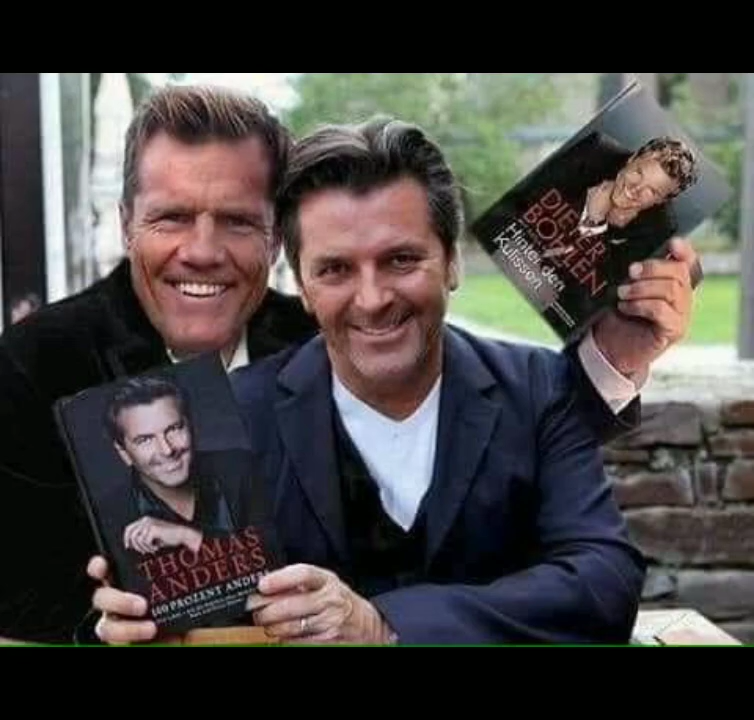 DIETER
BOHLEN
Hinter den
Kulissen
THOMAS
ANDERS
100 PROZENT ANDERS